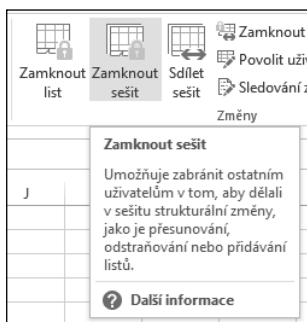 Zamknout list
Zamknout sešit
Sdílet sešit
Zamknout
Povolit
Sledování
Změny
J
Zamknout sešit
Umožňuje zabránit ostatním
uživatelům v tom, aby dělali
v sešitu strukturální změny,
jako je přesunování,
odstraňování nebo přidávání
listů.
Další informace